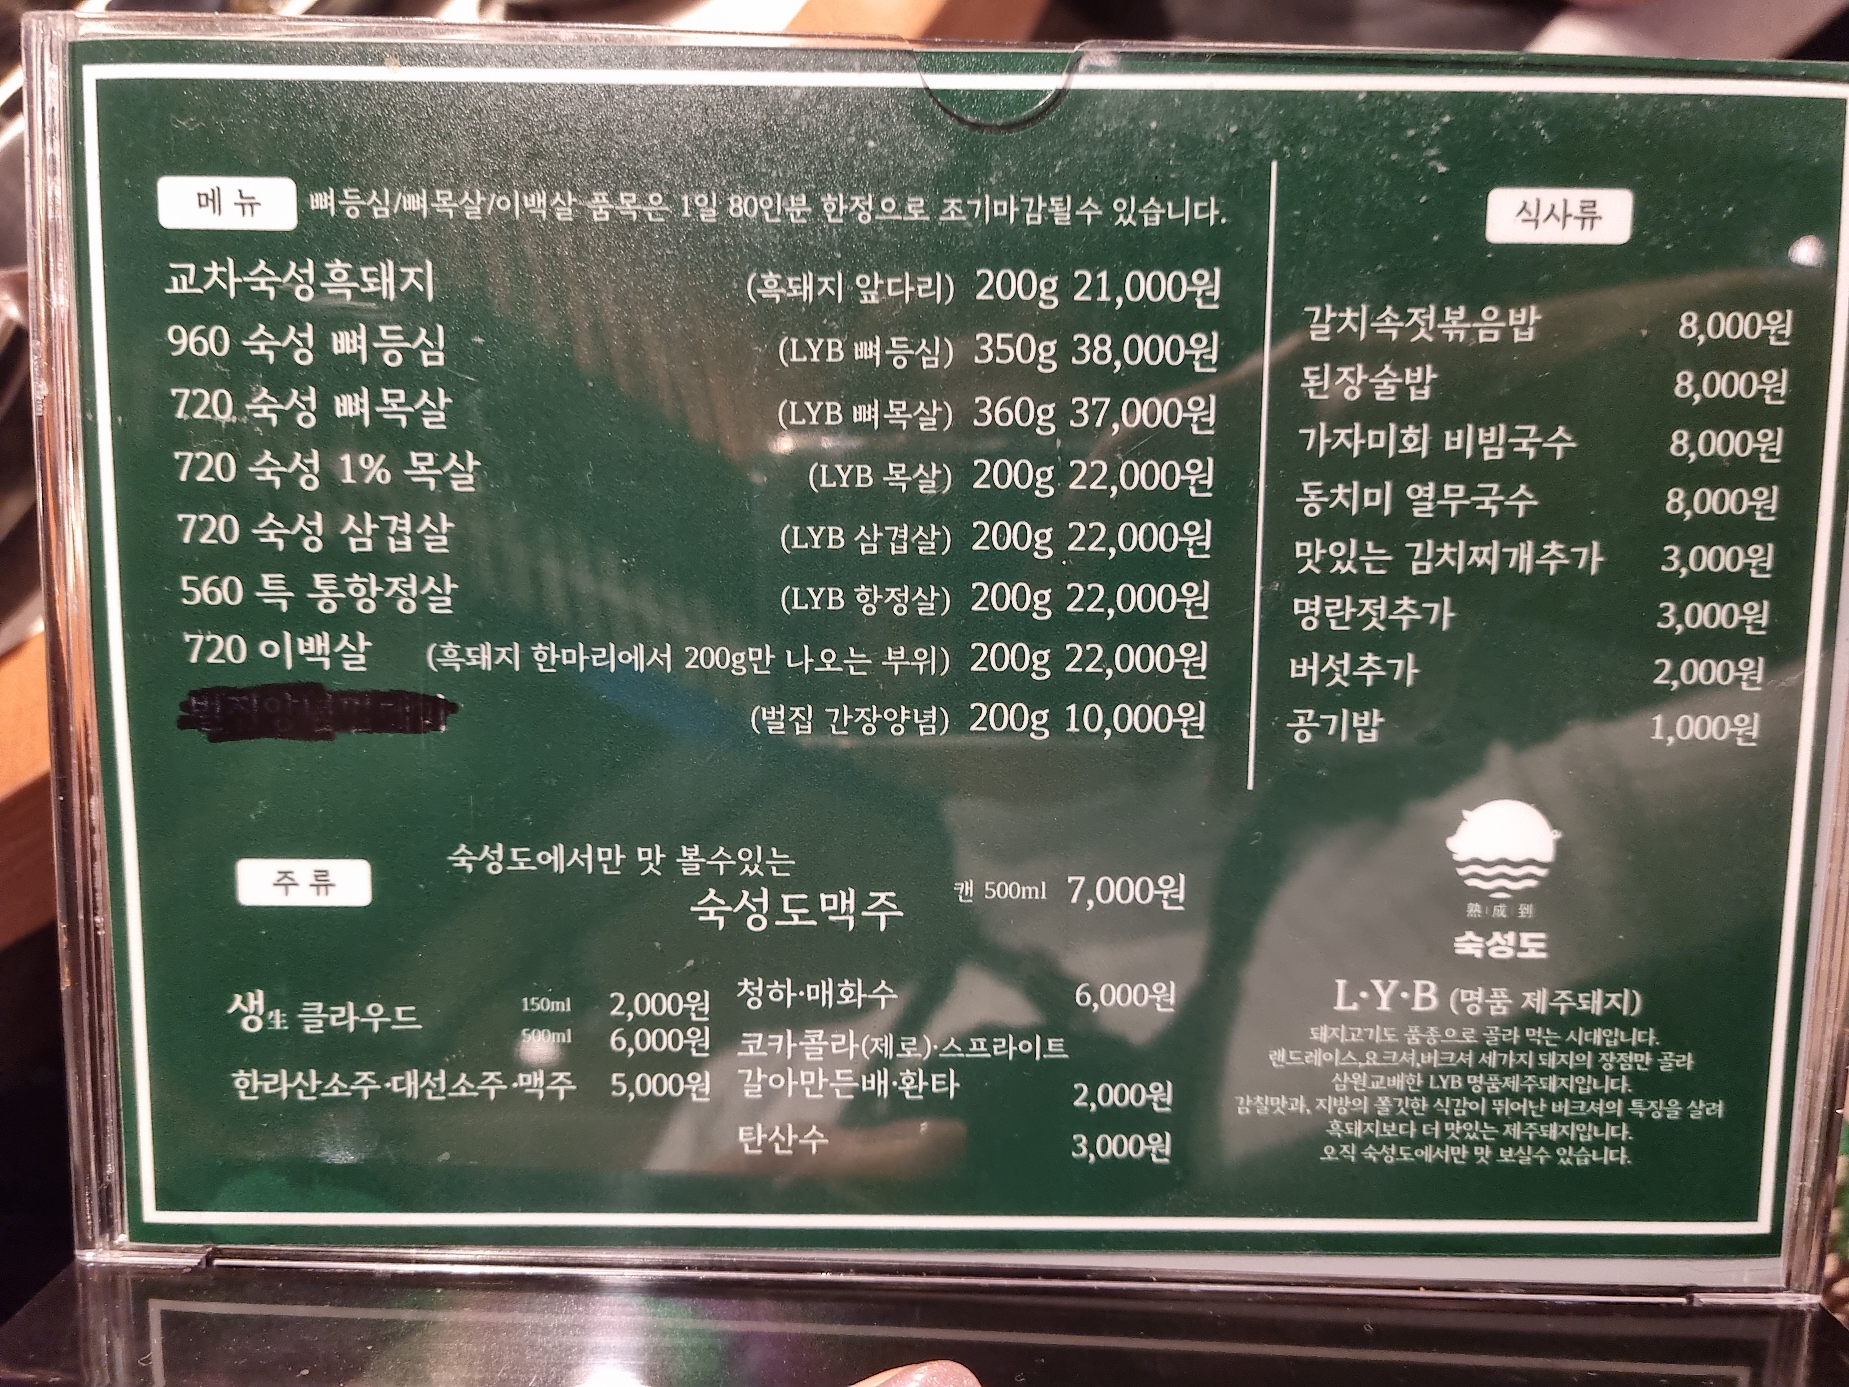 메뉴 뼈등심/뼈목살/이백살 품목은 1일 80인분 한정으로 조기마감될수 있습니다.
교차숙성흑돼지 (흑돼지 앞다리) 200g 21,000원
960 숙성 뼈등심 (LYB 뼈등심) 350g 38,000원
720 숙성 뼈목살 (LYB 뼈목살) 360g 37,000원
720 숙성 1% 목살 (LYB 목살) 200g 22,000원
720 숙성 삼겹살 (LYB 삼겹살) 200g 22,000원
560 특 통항정살 (LYB 항정살) 200g 22,000원
720 이백살 (흑돼지 한마리에서 200g만 나오는 부위) 200g 22,000원
(벌집 간장양념) 200g 10,000원
식사류
갈치속젓볶음밥 8,000원
된장술밥 8,000원
가자미회 비빔국수 8,000원
동치미 열무국수 8,000원
맛있는 김치찌개추가 3,000원
명란젓추가 3,000원
버섯추가 2,000원
공기밥 1,000원
주류
숙성도에서만 맛 볼수있는
숙성도맥주 캔 500ml 7,000원
생生 클라우드 150ml 2,000원
500ml 6,000원
한라산소주·대선소주·맥주 5,000원
청하·매화수 6,000원
코카콜라(제로)·스프라이트
갈아만든배·환타 2,000원
탄산수 3,000원
熟成到
숙성도
L·Y·B (명품 제주돼지)
돼지고기도 품종으로 골라 먹는 시대입니다.
랜드레이스,요크셔,버크셔 세가지 돼지의 장점만 골라
삼원교배한 LYB 명품제주돼지입니다.
감칠맛과, 지방의 쫄깃한 식감이 뛰어난 버크셔의 특징을 살려
흑돼지보다 더 맛있는 제주돼지입니다.
오직 숙성도에서만 맛 보실수 있습니다.